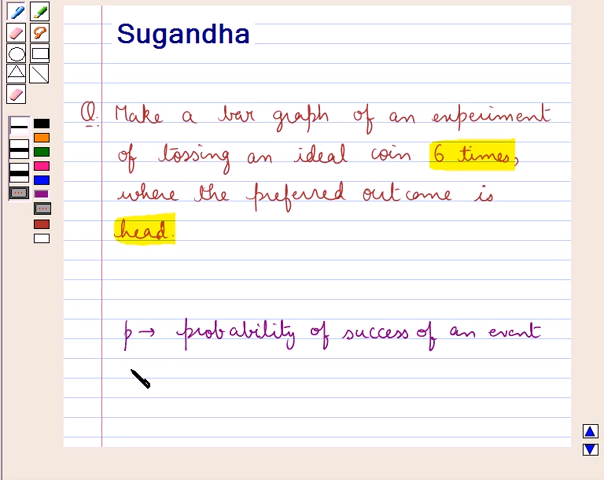 Sugandha
Q. Make a bar graph of an experiment
of tossing an ideal coin 6 times,
where the preferred outcome is
head.
p → probability of success of an event